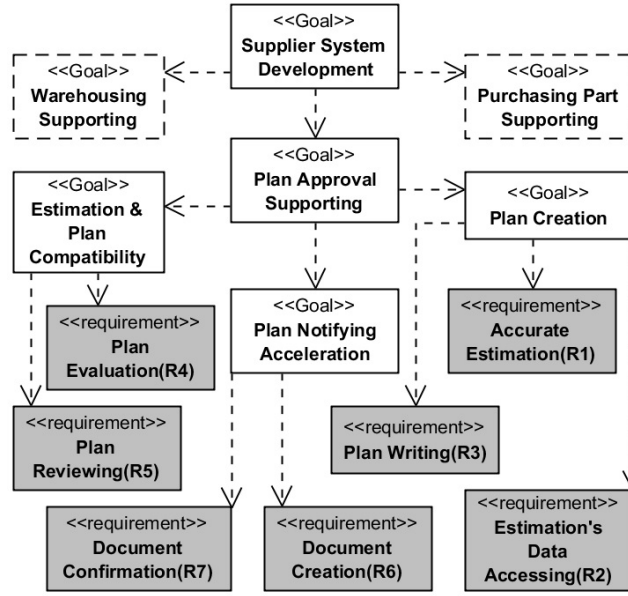 <<Goal>>
Supplier System
Development
<<Goal>>
Warehousing
Supporting
<<Goal>>
Purchasing Part
Supporting
<<Goal>>
Plan Approval
Supporting
<<Goal>>
Estimation &
Plan
Compatibility
<<Goal>>
Plan Creation
<<Goal>>
Plan Notifying
Acceleration
<<requirement>>
Accurate
Estimation(R1)
<<requirement>>
Plan
Evaluation(R4)
<<requirement>>
Plan
Reviewing(R5)
<<requirement>>
Plan Writing(R3)
<<requirement>>
Document
Confirmation(R7)
<<requirement>>
Document
Creation(R6)
<<requirement>>
Estimation's
Data
Accessing(R2)